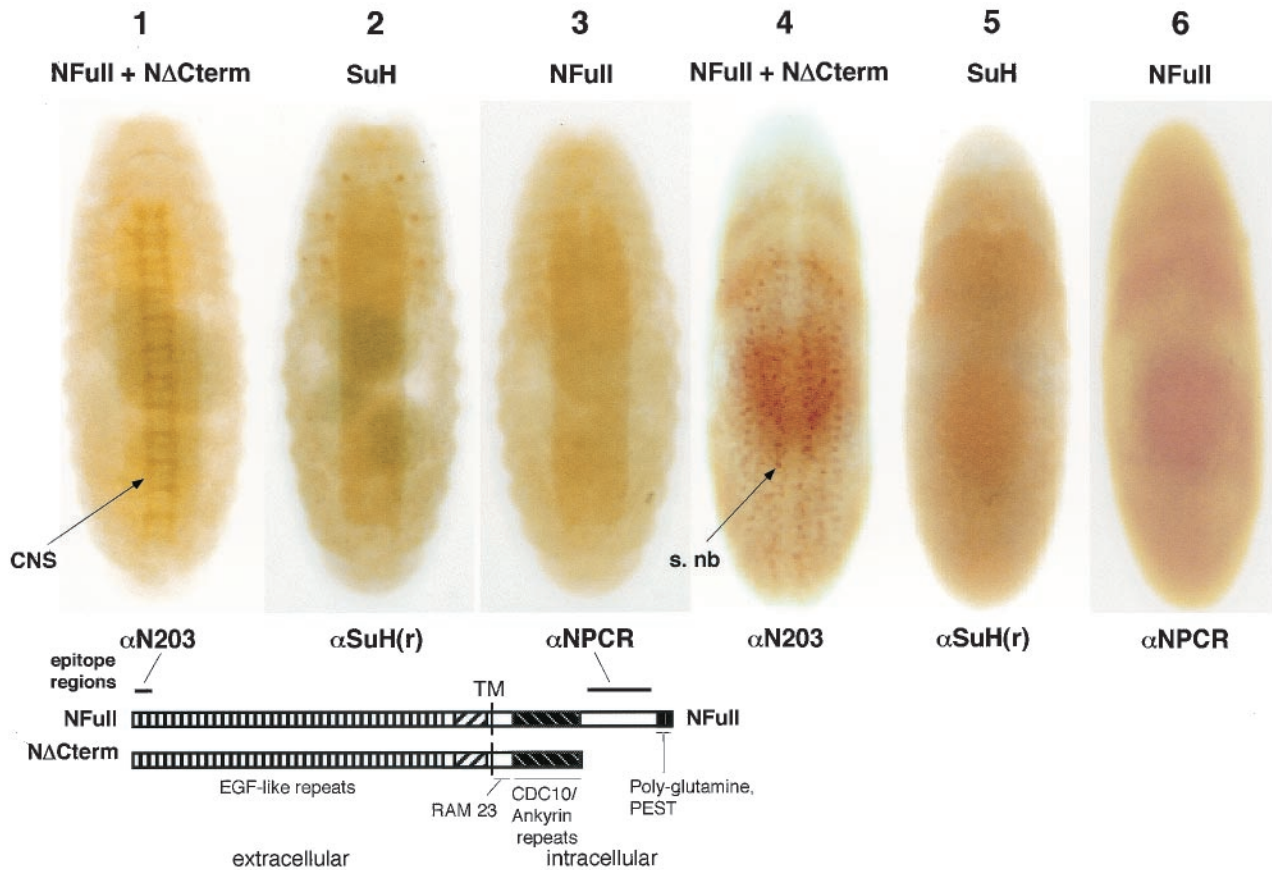 1 2 3 4 5 6
NFull + NΔCterm SuH NFull NFull + NΔCterm SuH NFull
CNS
s. nb
αN203 αSuH(r) αNPCR αN203 αSuH(r) αNPCR
epitope
regions
TM
NFull NFull
NΔCterm
EGF-like repeats
RAM 23
CDC10/
Ankyrin
repeats
Poly-glutamine,
PEST
extracellular intracellular